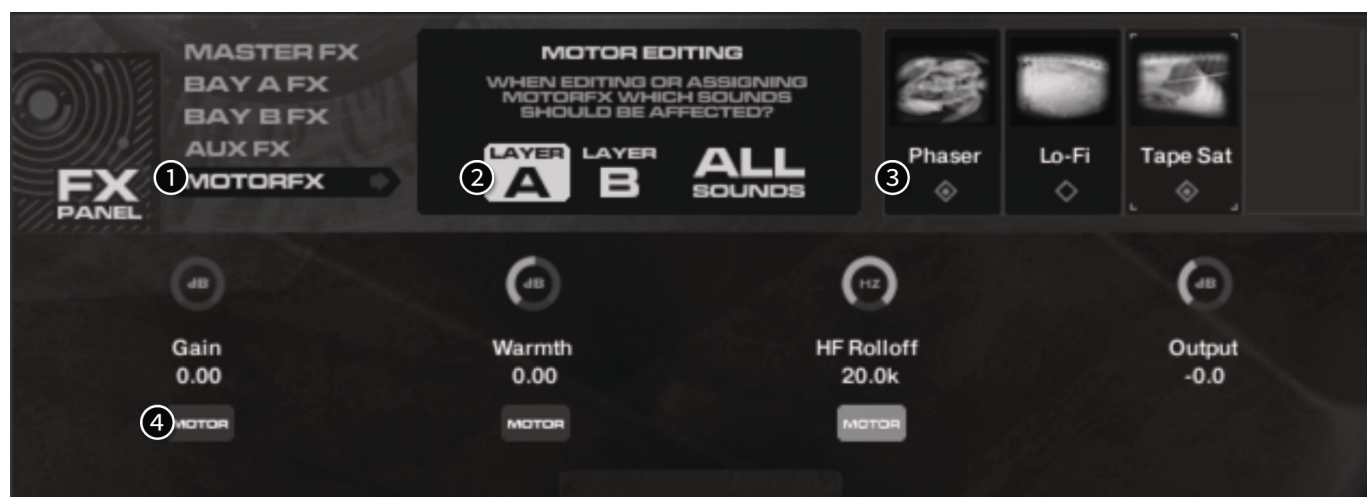 MASTER FX
BAY A FX
BAY B FX
AUX FX
1 MOTORFX
FX
PANEL
MOTOR EDITING
WHEN EDITING OR ASSIGNING
MOTORFX WHICH SOUNDS
SHOULD BE AFFECTED?
2
LAYER
A
LAYER
B
ALL
SOUNDS
3
Phaser
Lo-Fi
Tape Sat
dB
dB
HZ
dB
Gain
Warmth
HF Rolloff
Output
0.00
0.00
20.0k
-0.0
4 MOTOR
MOTOR
MOTOR